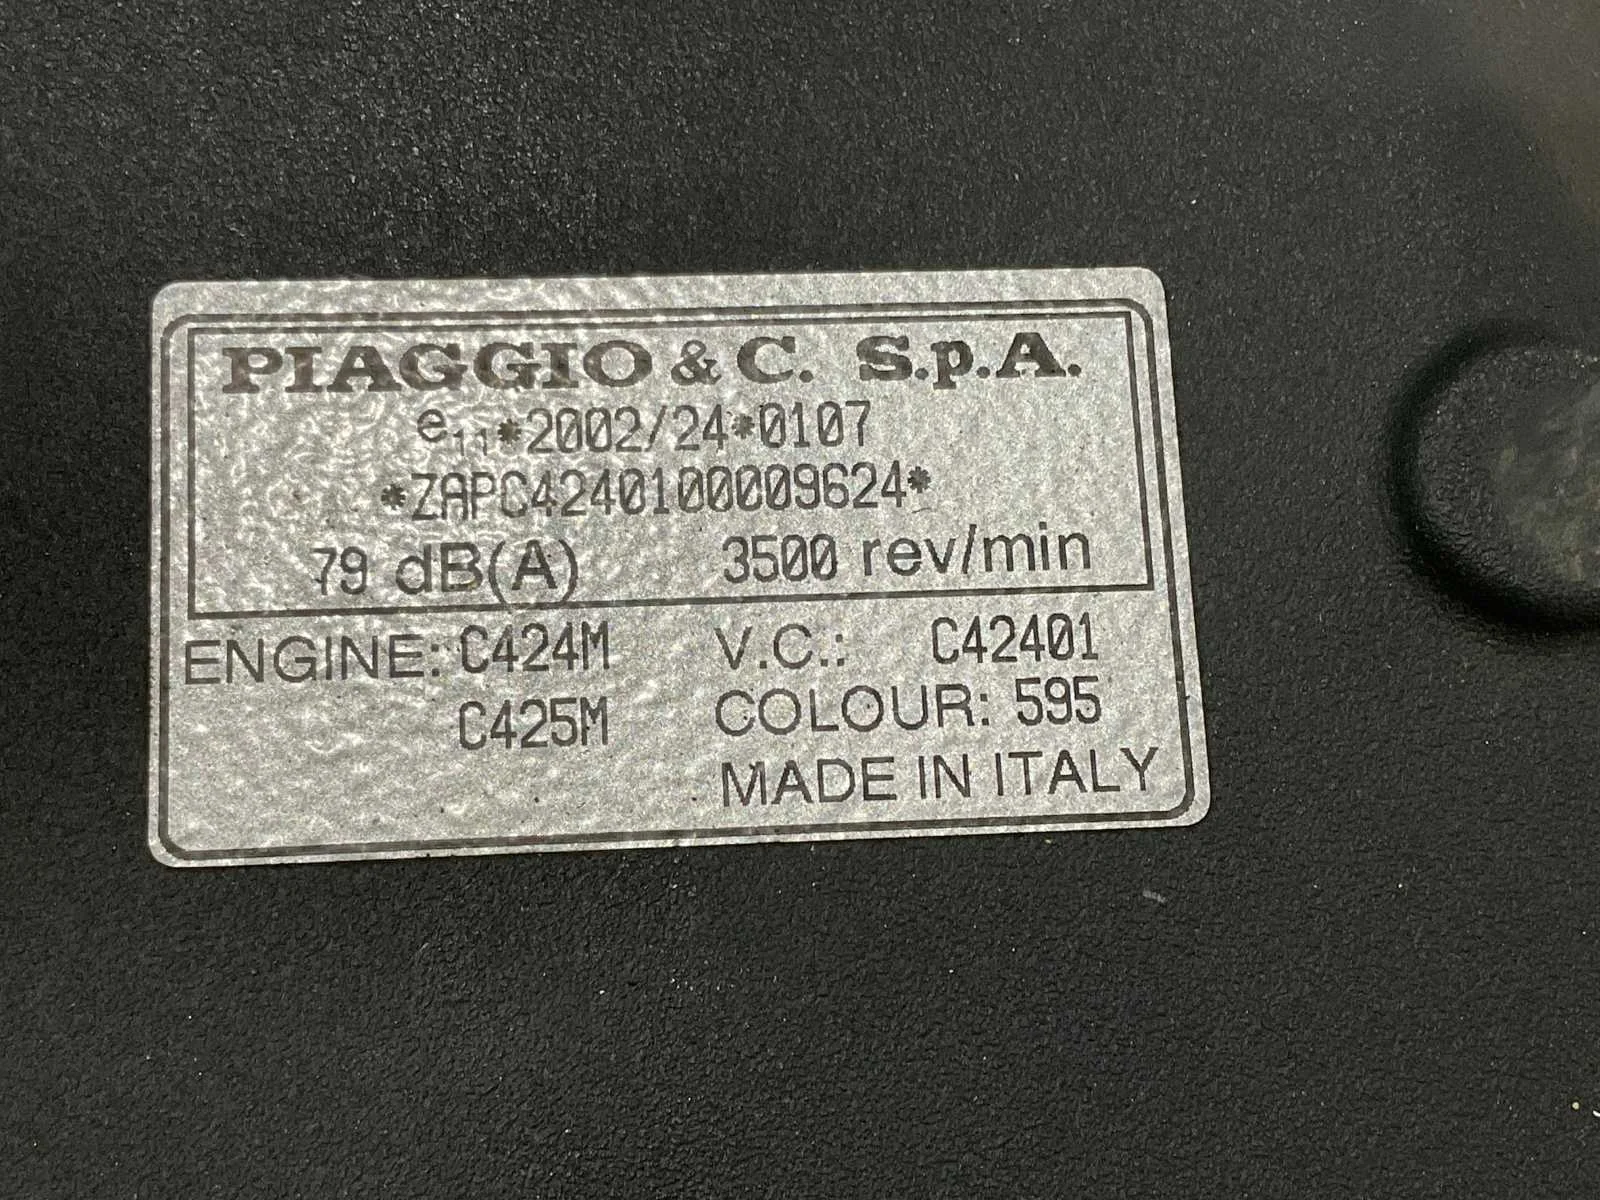 PIAGGIO & C. S.p.A.
e11*2002/24*0107
*ZAPC4240100009624*
79 dB(A) 3500 rev/min
ENGINE: C424M V.C.: C42401
C425M COLOUR: 595
MADE IN ITALY